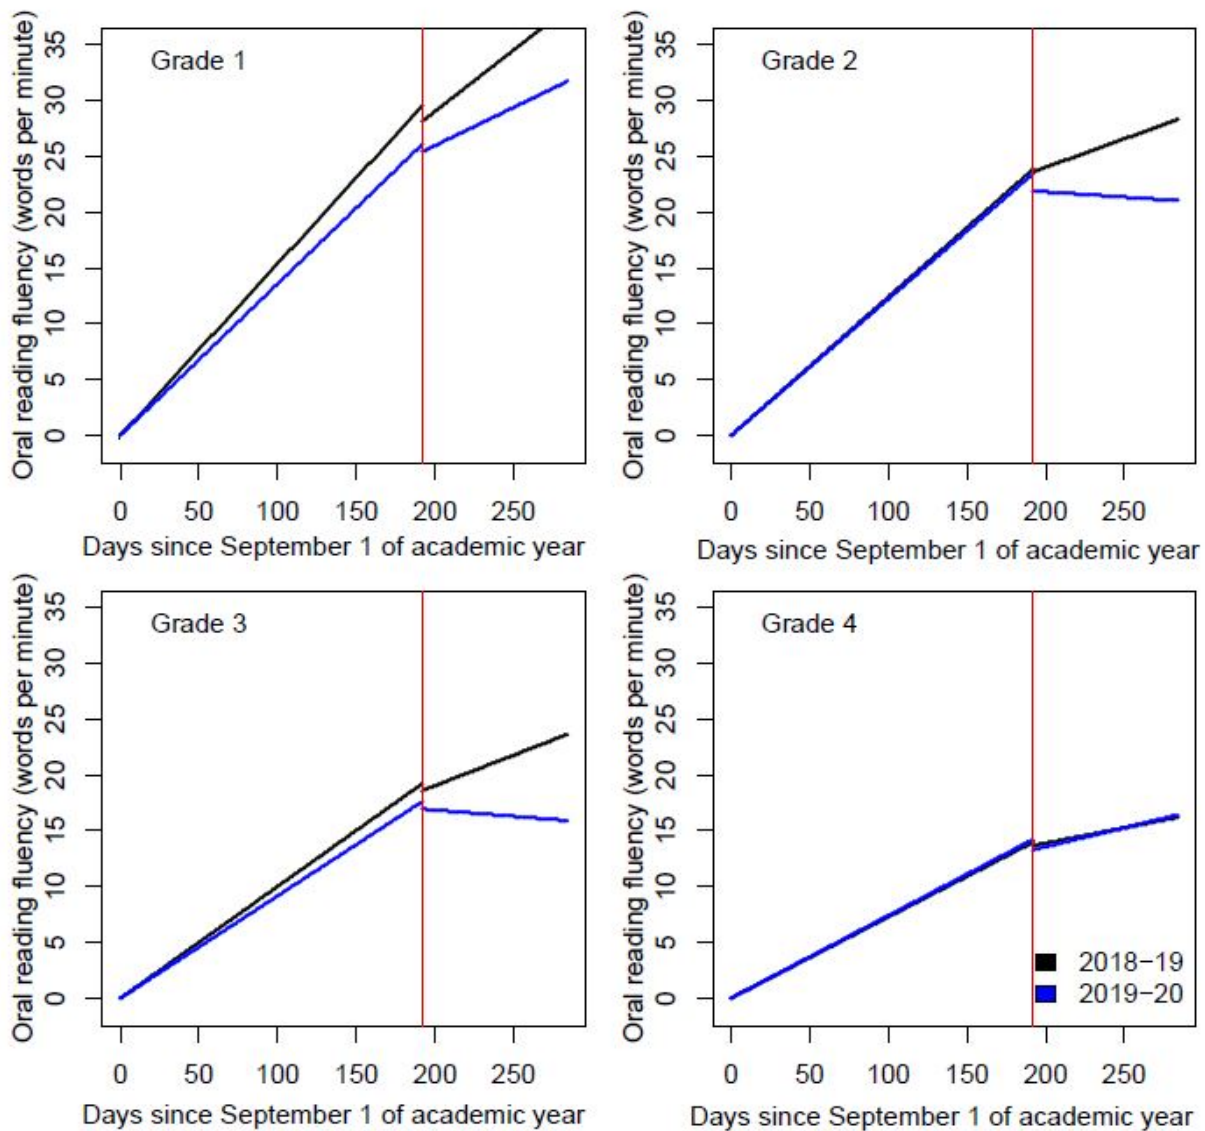 Grade 1
Oral reading fluency (words per minute)
35
30
25
20
15
10
5
0
0 50 100 150 200 250
Days since September 1 of academic year
Grade 2
Oral reading fluency (words per minute)
35
30
25
20
15
10
5
0
0 50 100 150 200 250
Days since September 1 of academic year
Grade 3
Oral reading fluency (words per minute)
35
30
25
20
15
10
5
0
0 50 100 150 200 250
Days since September 1 of academic year
Grade 4
Oral reading fluency (words per minute)
35
30
25
20
15
10
5
0
2018−19
2019−20
0 50 100 150 200 250
Days since September 1 of academic year